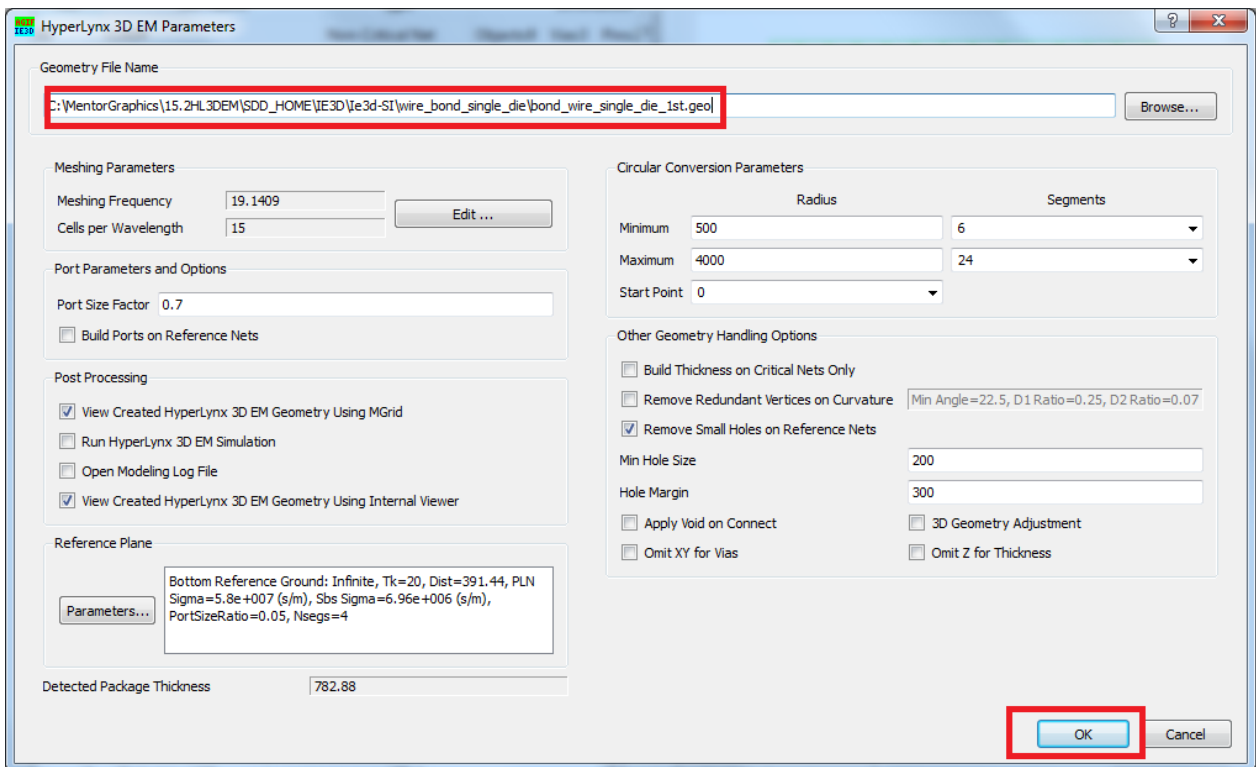 AGIF
IE3D
HyperLynx 3D EM Parameters
Geometry File Name
C:\MentorGraphics\15.2HL3DEM\SDD_HOME\IE3D\Ie3d-SI\wire_bond_single_die\bond_wire_single_die_1st.geo
Browse...
Meshing Parameters
Meshing Frequency 19.1409
Cells per Wavelength 15
Edit ...
Port Parameters and Options
Port Size Factor 0.7
Build Ports on Reference Nets
Post Processing
View Created HyperLynx 3D EM Geometry Using MGrid
Run HyperLynx 3D EM Simulation
Open Modeling Log File
View Created HyperLynx 3D EM Geometry Using Internal Viewer
Reference Plane
Parameters...
Bottom Reference Ground: Infinite, Tk=20, Dist=391.44, PLN
Sigma=5.8e+007 (s/m), Sbs Sigma=6.96e+006 (s/m),
PortSizeRatio=0.05, Nsegs=4
Detected Package Thickness 782.88
Circular Conversion Parameters
Radius Segments
Minimum 500 6
Maximum 4000 24
Start Point 0
Other Geometry Handling Options
Build Thickness on Critical Nets Only
Remove Redundant Vertices on Curvature Min Angle=22.5, D1 Ratio=0.25, D2 Ratio=0.07
Remove Small Holes on Reference Nets
Min Hole Size 200
Hole Margin 300
Apply Void on Connect 3D Geometry Adjustment
Omit XY for Vias Omit Z for Thickness
OK Cancel